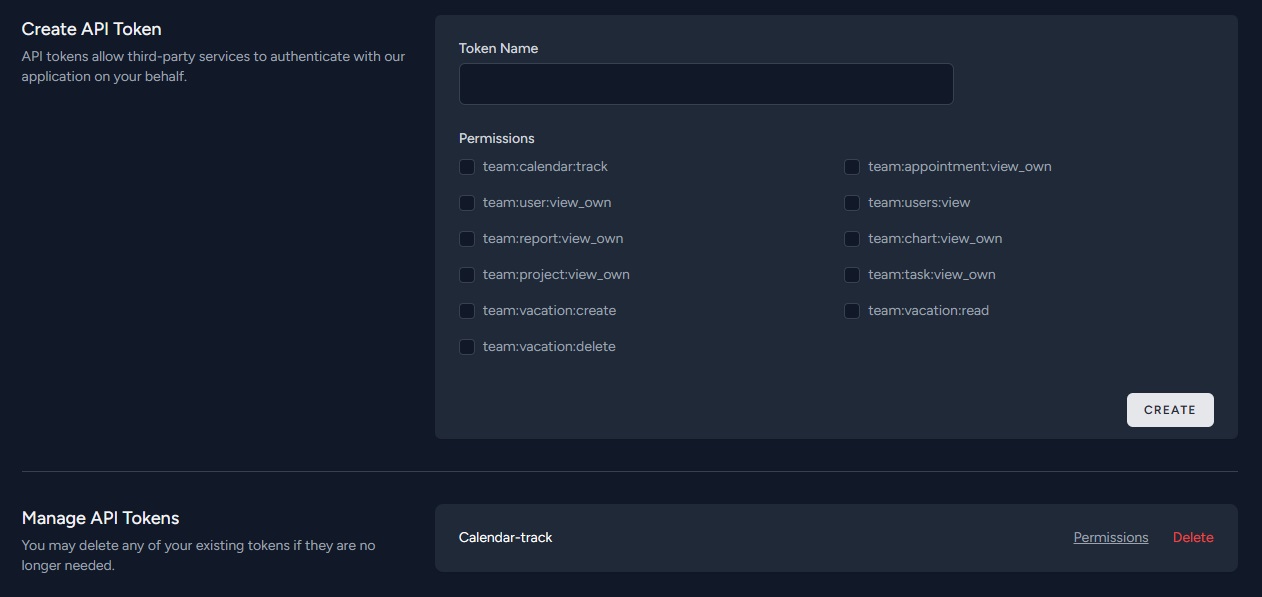 Create API Token
API tokens allow third-party services to authenticate with our
application on your behalf.
Token Name
Permissions
team:calendar:track
team:appointment:view_own
team:user:view_own
team:users:view
team:report:view_own
team:chart:view_own
team:project:view_own
team:task:view_own
team:vacation:create
team:vacation:read
team:vacation:delete
CREATE
Manage API Tokens
You may delete any of your existing tokens if they are no
longer needed.
Calendar-track
Permissions
Delete